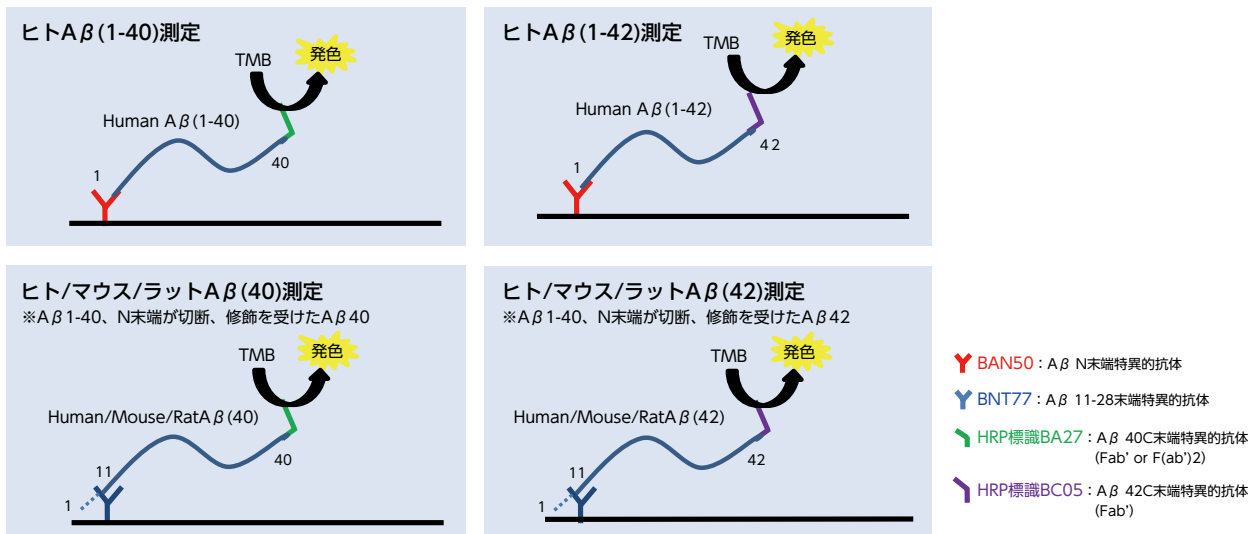 ヒトAβ(1-40)測定
TMB
発色
Human Aβ(1-40)
1
40
ヒトAβ(1-42)測定
TMB
発色
Human Aβ(1-42)
1
42
ヒト/マウス/ラットAβ(40)測定
※Aβ1-40、N末端が切断、修飾を受けたAβ40
TMB
発色
Human/Mouse/RatAβ(40)
11
1
40
ヒト/マウス/ラットAβ(42)測定
※Aβ1-40、N末端が切断、修飾を受けたAβ42
TMB
発色
Human/Mouse/RatAβ(42)
11
1
42
BAN50：Aβ N末端特異的抗体
BNT77：Aβ 11-28末端特異的抗体
HRP標識BA27：Aβ 40C末端特異的抗体
(Fab' or F(ab')2)
HRP標識BC05：Aβ 42C末端特異的抗体
(Fab')